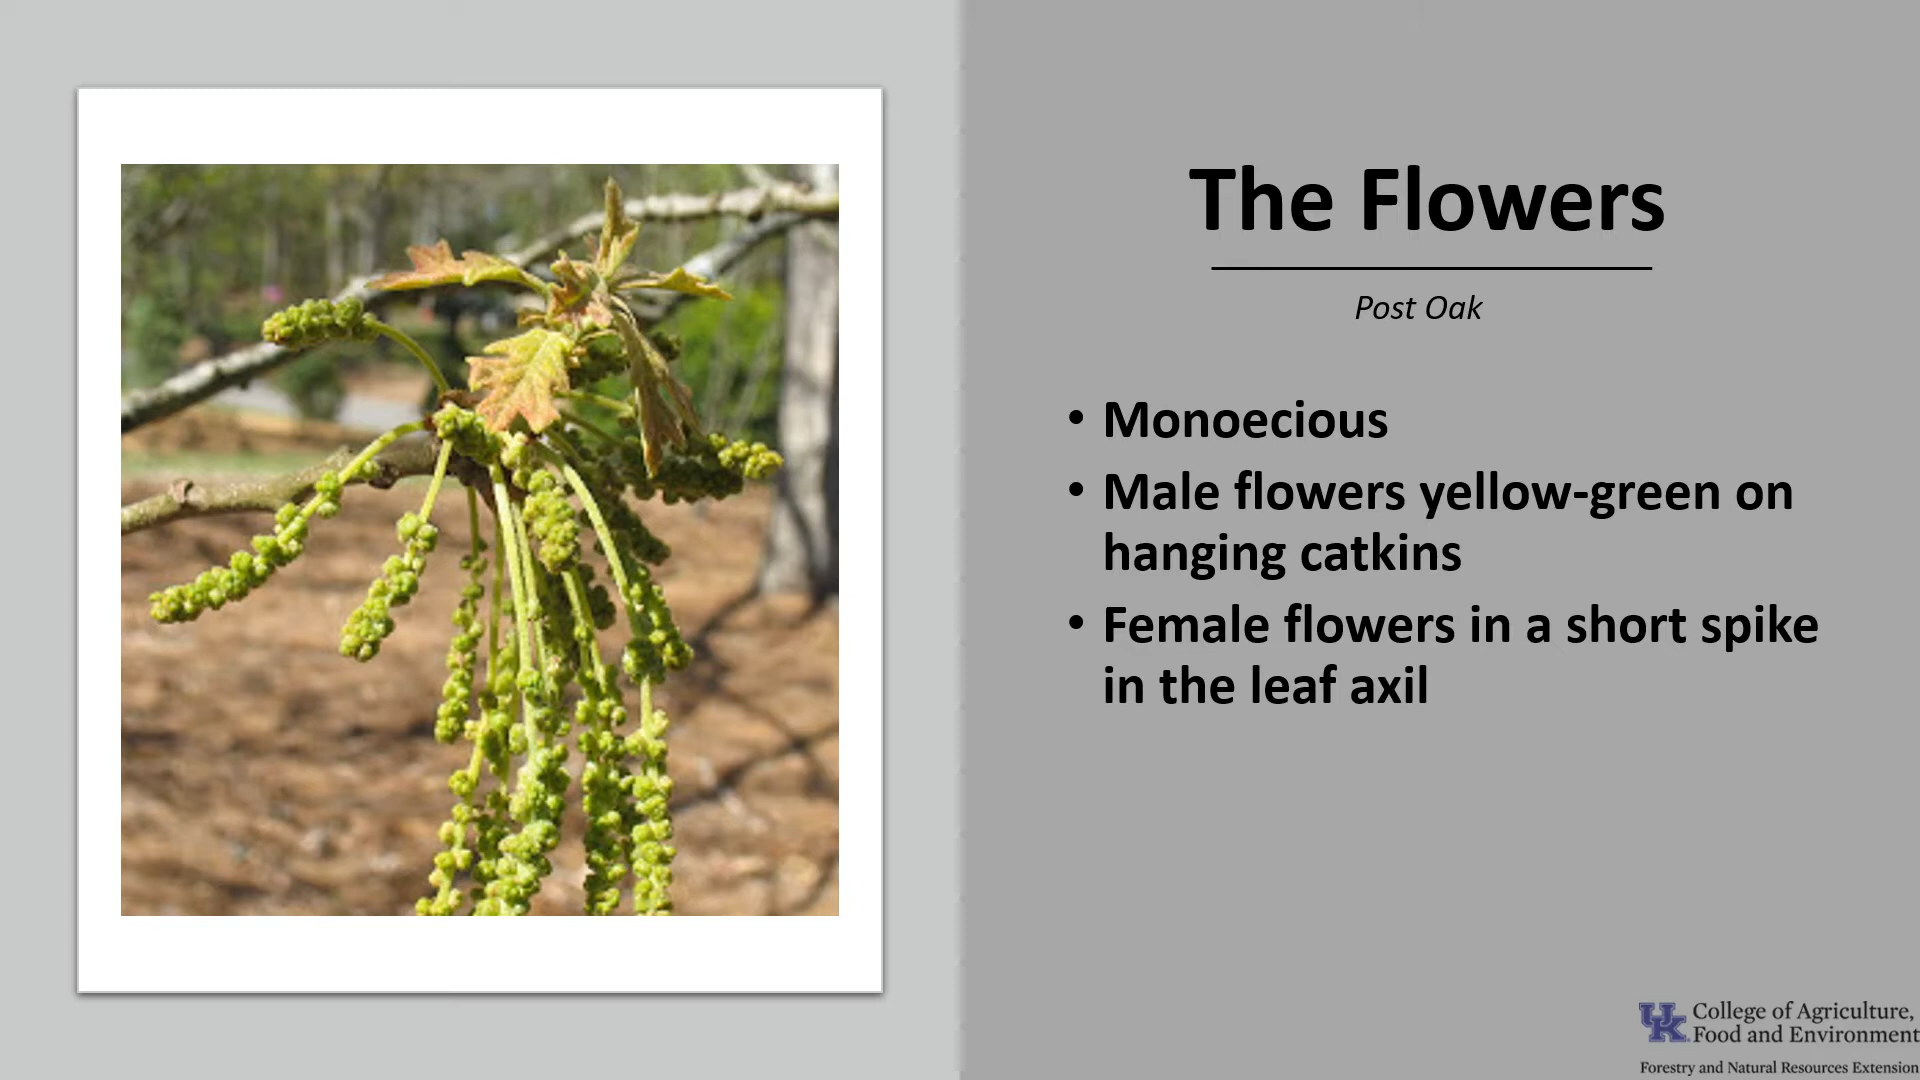 The Flowers
Post Oak
• Monoecious
• Male flowers yellow-green on
hanging catkins
• Female flowers in a short spike
in the leaf axil
UK College of Agriculture,
Food and Environment
Forestry and Natural Resources Extension